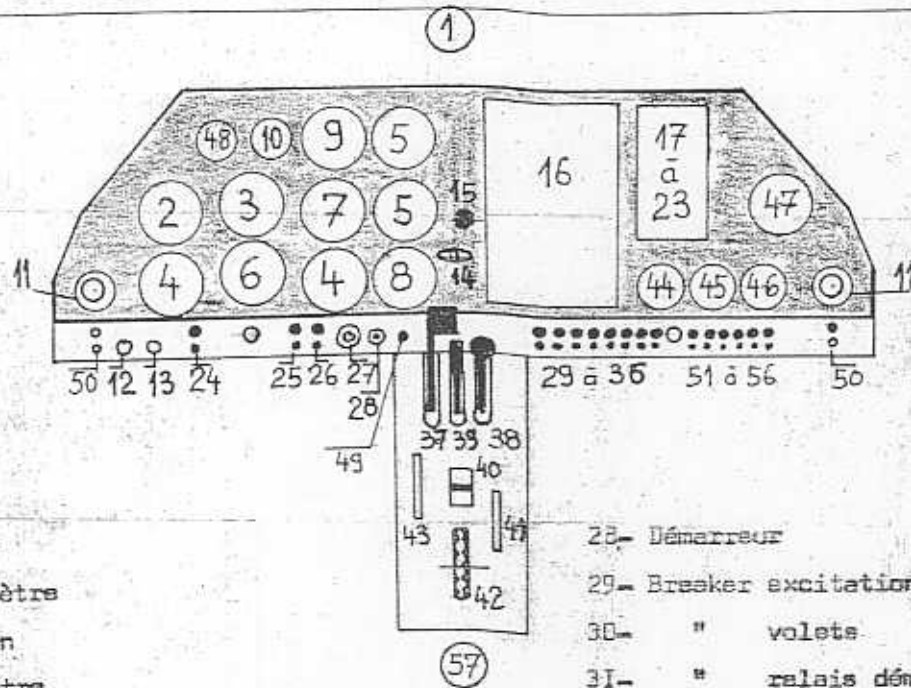 1
48 10 9 5
17
à
23
16
2 3 7 5 15 47
11 4 6 4 8 14 44 45 46 11
50 12 13 24 25 26 27 29 à 36 51 à 56 50
28
49
37 39 38
40
43 41
42
57
28- Démarreur
29- Breaker excitation
30- " volets
31- " relais dém
ètre
n
tre